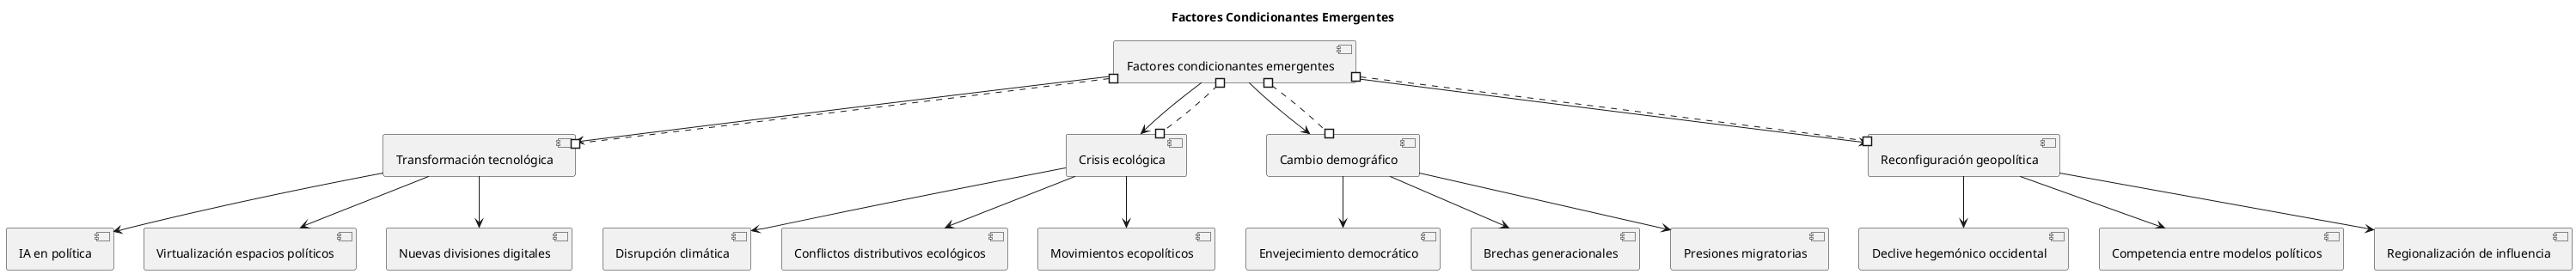 Factores Condicionantes Emergentes
Factores condicionantes emergentes
Transformación tecnológica
Crisis ecológica
Cambio demográfico
Reconfiguración geopolítica
IA en política
Virtualización espacios políticos
Nuevas divisiones digitales
Disrupción climática
Conflictos distributivos ecológicos
Movimientos ecopolíticos
Envejecimiento democrático
Brechas generacionales
Presiones migratorias
Declive hegemónico occidental
Competencia entre modelos políticos
Regionalización de influencia